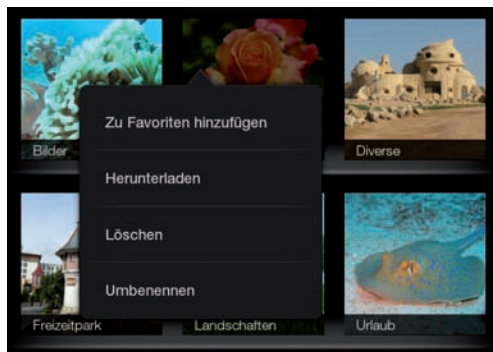 Bilder
Diverse
Zu Favoriten hinzufügen
Herunterladen
Löschen
Umbenennen
Freizeitpark
Landschaften
Urlaub